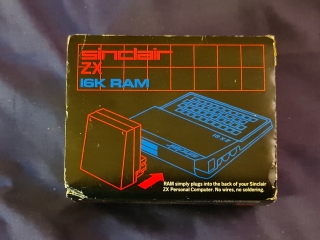 sinclair
ZX
16K RAM
RAM simply plugs into the back of your Sinclair
ZX Personal Computer. No wires, no soldering.